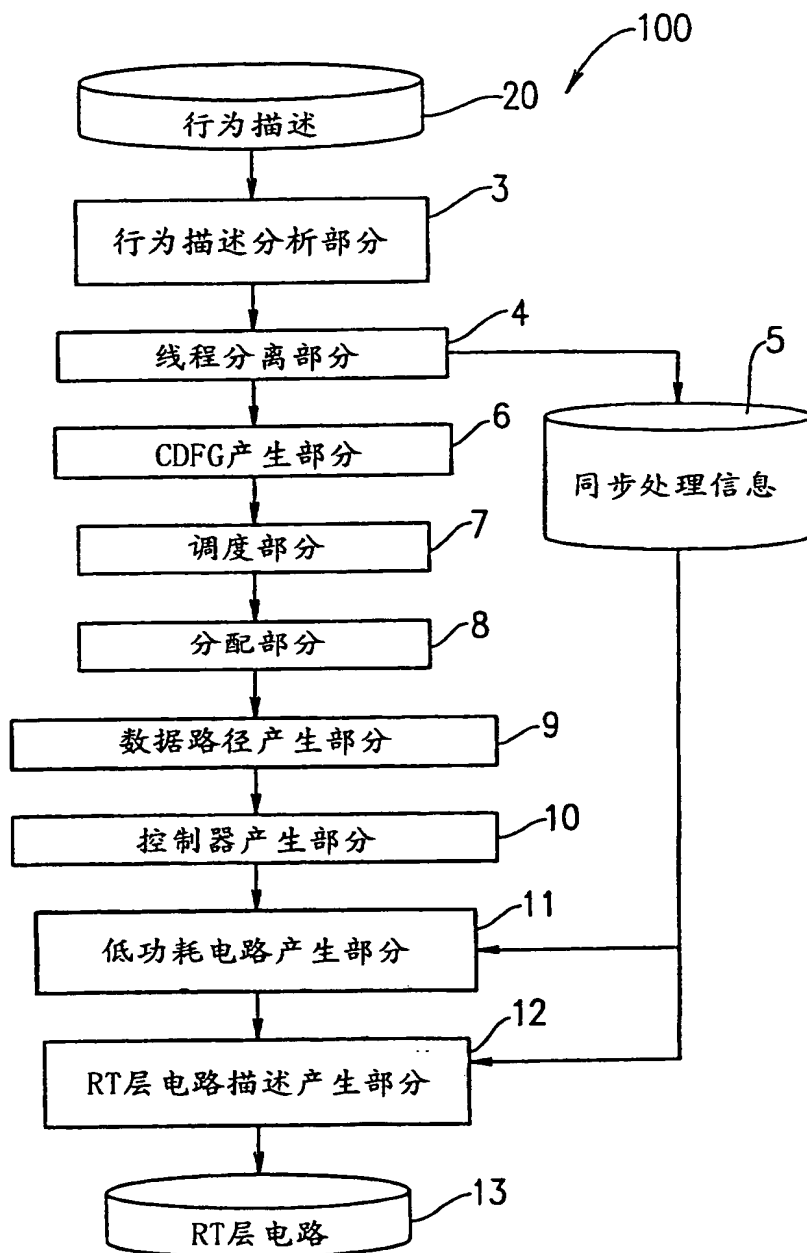 100
20
行为描述
3
行为描述分析部分
4
线程分离部分
5
同步处理信息
6
CDFG产生部分
7
调度部分
8
分配部分
9
数据路径产生部分
10
控制器产生部分
11
低功耗电路产生部分
12
RT层电路描述产生部分
13
RT层电路